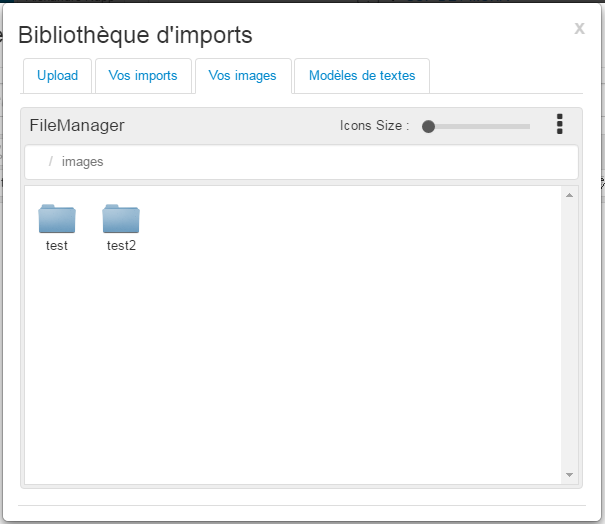 Bibliothèque d'imports
x
Upload
Vos imports
Vos images
Modèles de textes
FileManager
Icons Size :
/ images
test
test2